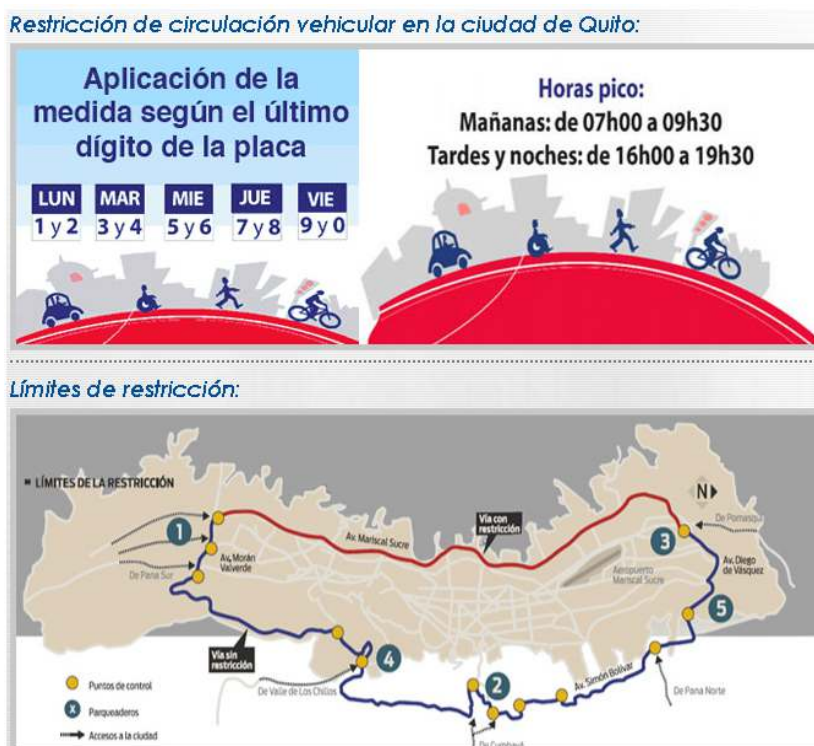 Restricción de circulación vehicular en la ciudad de Quito:
Aplicación de la
medida según el último
dígito de la placa
LUN MAR MIE JUE VIE
1 y 2 3 y 4 5 y 6 7 y 8 9 y 0
Horas pico:
Mañanas: de 07h00 a 09h30
Tardes y noches: de 16h00 a 19h30
Límites de restricción:
LÍMITES DE LA RESTRICCIÓN
N
1
Av. Morán
Valverde
De Pana Sur
Av. Mariscal Sucre
Vía con
restricción
3
De Pomasqui
Aeropuerto
Mariscal Sucre
Av. Diego
de Vásquez
5
Vía sin
restricción
4
2
Av. Simón Bolívar
De Valle de Los Chillos
De Pana Norte
De Cumbayá
Puntos de control
X Parqueaderos
Accesos a la ciudad